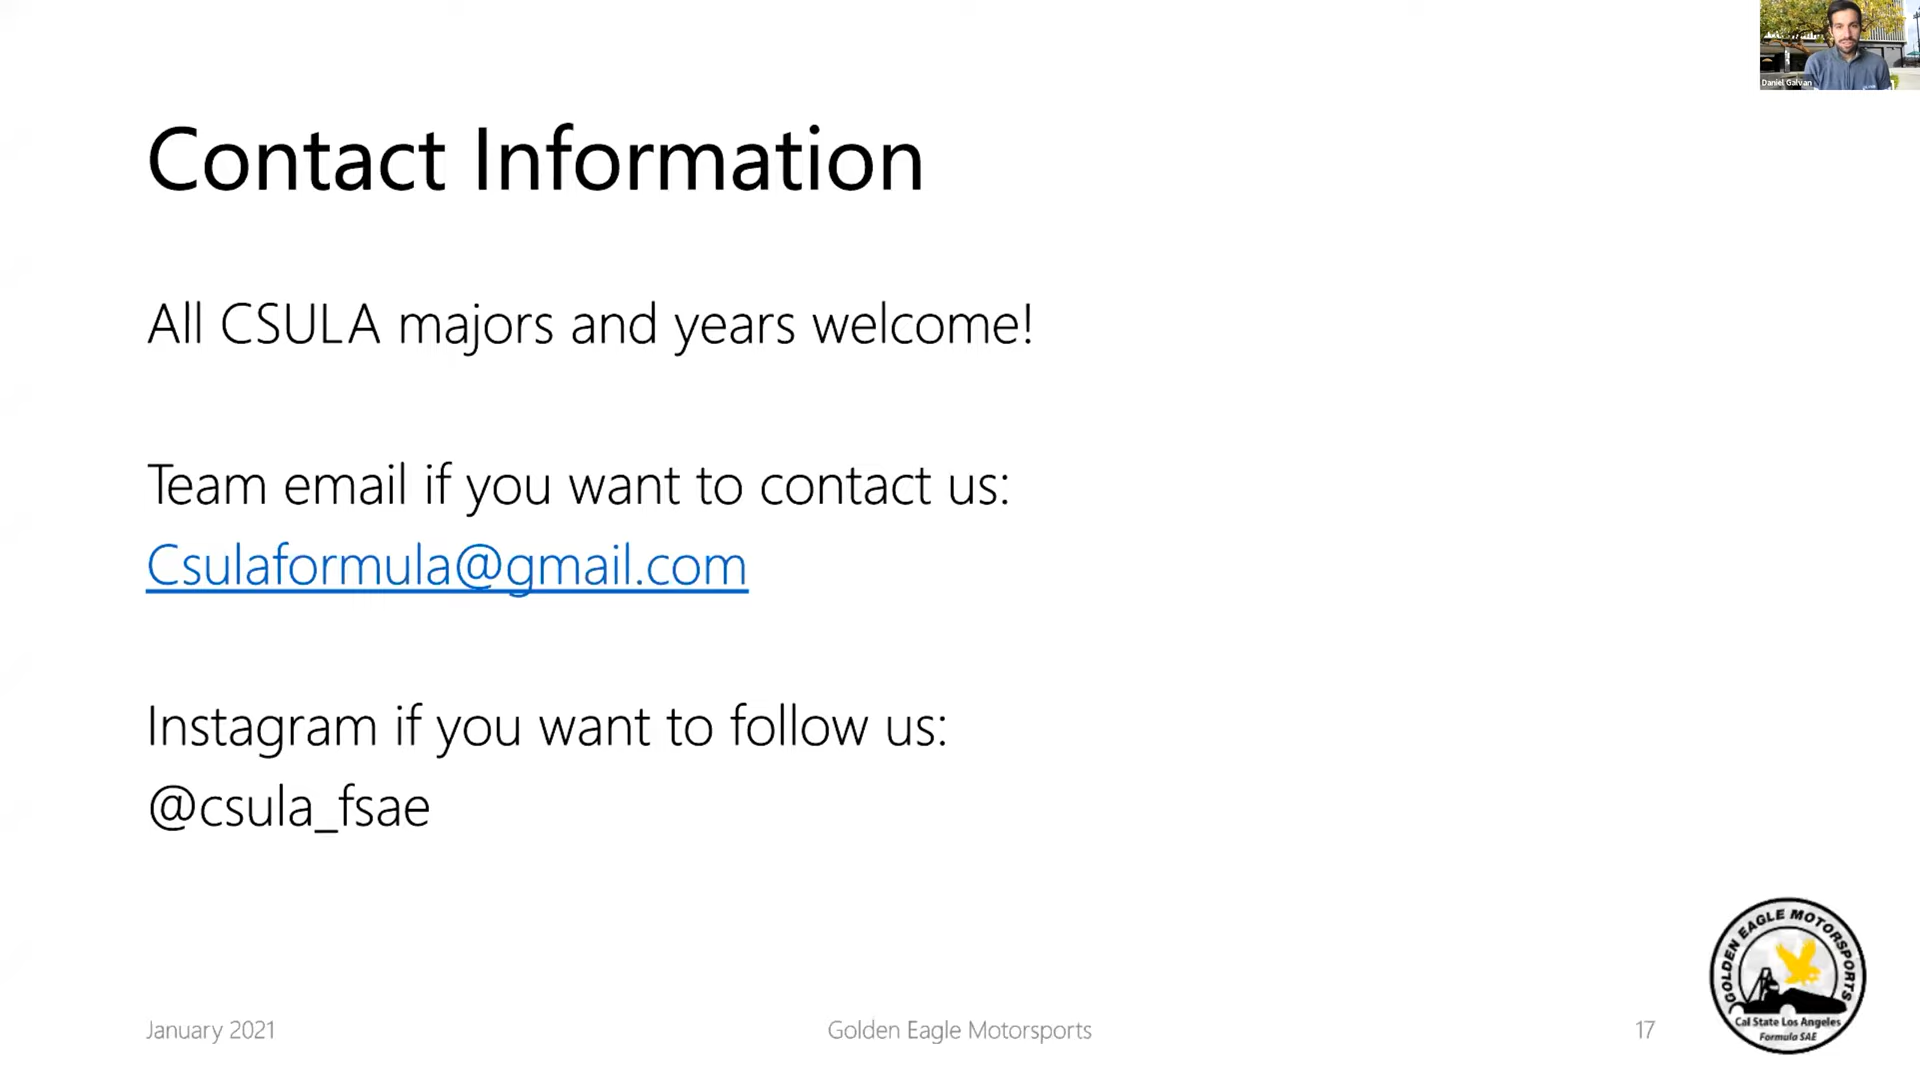 Daniel Galvan
Contact Information
All CSULA majors and years welcome!
Team email if you want to contact us:
Csulaformula@gmail.com
Instagram if you want to follow us:
@csula_fsae
GOLDEN EAGLE MOTORSPORTS
Cal State Los Angeles
Formula SAE
January 2021
Golden Eagle Motorsports
17